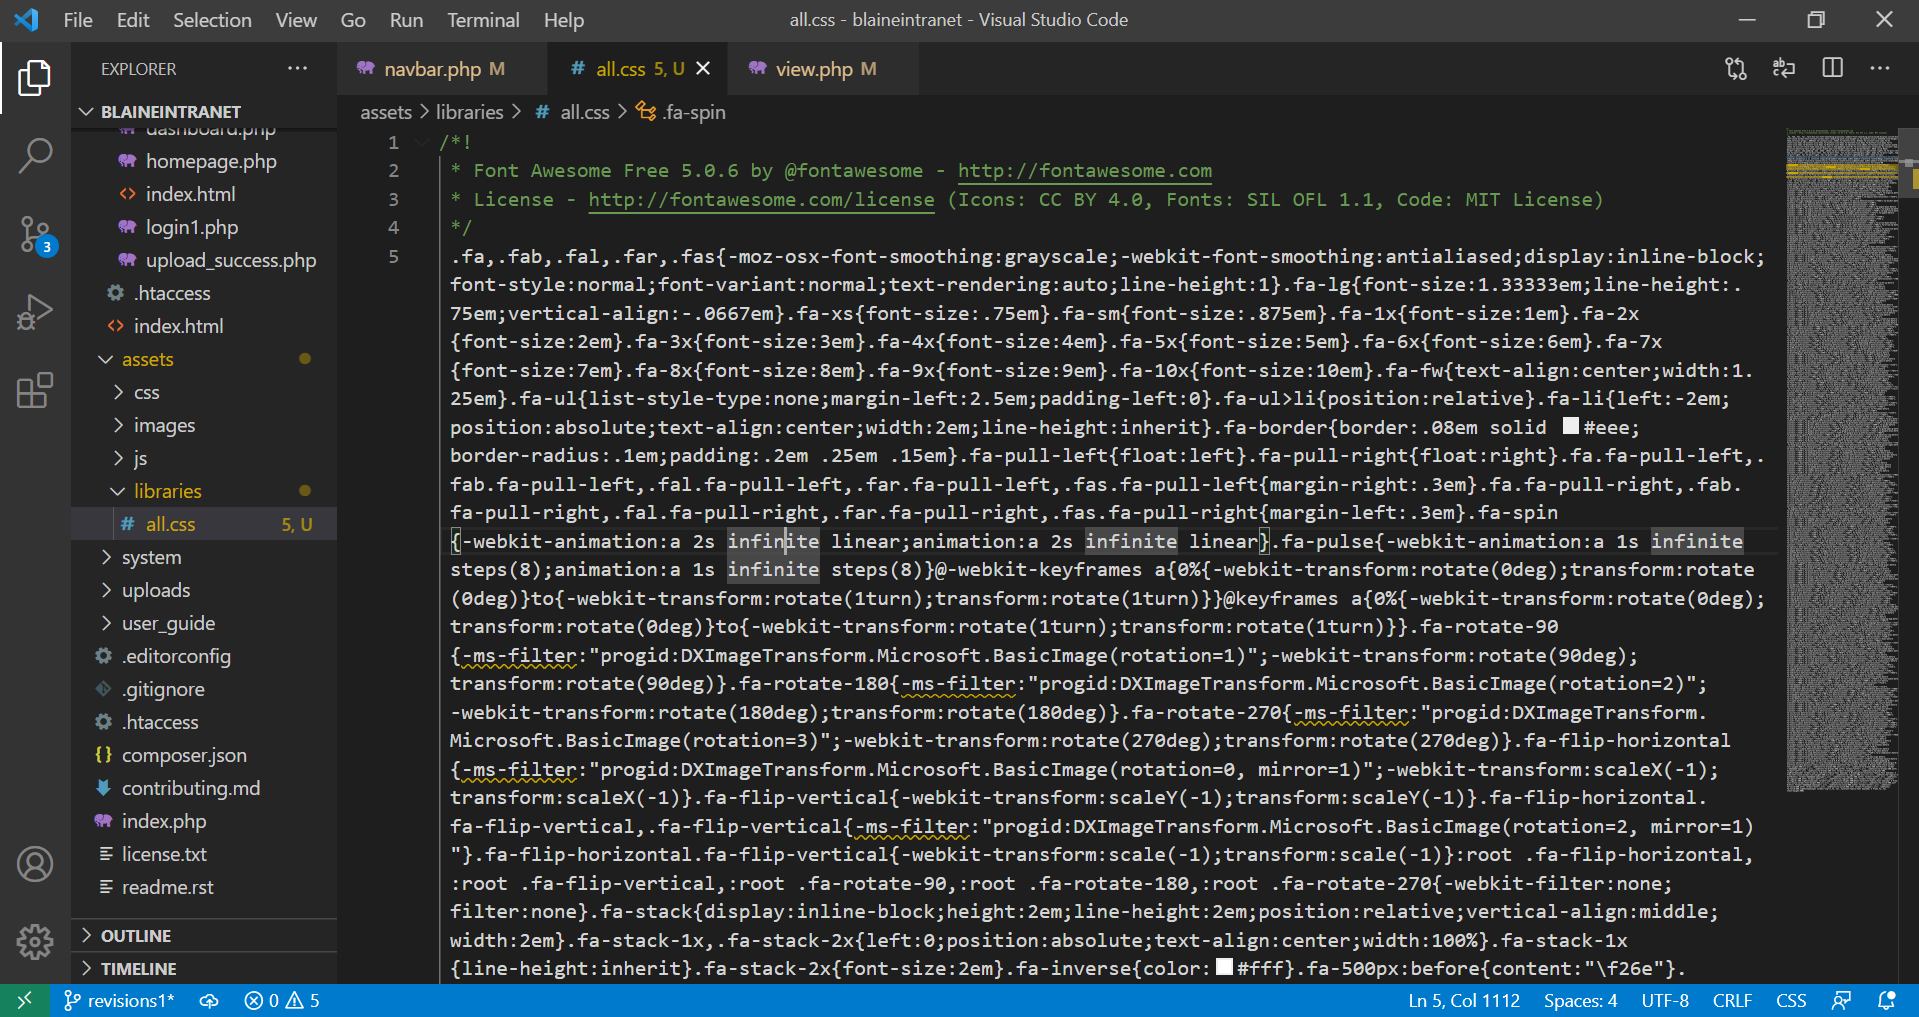 File Edit Selection View Go Run Terminal Help
all.css - blaineintranet - Visual Studio Code
EXPLORER
navbar.php M
# all.css 5, U
view.php M
BLAINEINTRANET
assets > libraries > # all.css > .fa-spin
dashboard.php
homepage.php
index.html
login1.php
upload_success.php
.htaccess
index.html
assets
css
images
js
libraries
# all.css 5, U
system
uploads
user_guide
.editorconfig
.gitignore
.htaccess
{} composer.json
contributing.md
index.php
license.txt
readme.rst
OUTLINE
TIMELINE
3
1 /*!
2 * Font Awesome Free 5.0.6 by @fontawesome - http://fontawesome.com
3 * License - http://fontawesome.com/license (Icons: CC BY 4.0, Fonts: SIL OFL 1.1, Code: MIT License)
4 */
5 .fa,.fab,.fal,.far,.fas{-moz-osx-font-smoothing:grayscale;-webkit-font-smoothing:antialiased;display:inline-block;
font-style:normal;font-variant:normal;text-rendering:auto;line-height:1}.fa-lg{font-size:1.33333em;line-height:.
75em;vertical-align:-.0667em}.fa-xs{font-size:.75em}.fa-sm{font-size:.875em}.fa-1x{font-size:1em}.fa-2x
{font-size:2em}.fa-3x{font-size:3em}.fa-4x{font-size:4em}.fa-5x{font-size:5em}.fa-6x{font-size:6em}.fa-7x
{font-size:7em}.fa-8x{font-size:8em}.fa-9x{font-size:9em}.fa-10x{font-size:10em}.fa-fw{text-align:center;width:1.
25em}.fa-ul{list-style-type:none;margin-left:2.5em;padding-left:0}.fa-ul>li{position:relative}.fa-li{left:-2em;
position:absolute;text-align:center;width:2em;line-height:inherit}.fa-border{border:.08em solid #eee;
border-radius:.1em;padding:.2em .25em .15em}.fa-pull-left{float:left}.fa-pull-right{float:right}.fa.fa-pull-left,.
fab.fa-pull-left,.fal.fa-pull-left,.far.fa-pull-left,.fas.fa-pull-left{margin-right:.3em}.fa.fa-pull-right,.fab.
fa-pull-right,.fal.fa-pull-right,.far.fa-pull-right,.fas.fa-pull-right{margin-left:.3em}.fa-spin
{-webkit-animation:a 2s infinite linear;animation:a 2s infinite linear}.fa-pulse{-webkit-animation:a 1s infinite
steps(8);animation:a 1s infinite steps(8)}@-webkit-keyframes a{0%{-webkit-transform:rotate(0deg);transform:rotate
(0deg)}to{-webkit-transform:rotate(1turn);transform:rotate(1turn)}}@keyframes a{0%{-webkit-transform:rotate(0deg);
transform:rotate(0deg)}to{-webkit-transform:rotate(1turn);transform:rotate(1turn)}}.fa-rotate-90
{-ms-filter:"progid:DXImageTransform.Microsoft.BasicImage(rotation=1)";-webkit-transform:rotate(90deg);
transform:rotate(90deg)}.fa-rotate-180{-ms-filter:"progid:DXImageTransform.Microsoft.BasicImage(rotation=2)";
-webkit-transform:rotate(180deg);transform:rotate(180deg)}.fa-rotate-270{-ms-filter:"progid:DXImageTransform.
Microsoft.BasicImage(rotation=3)";-webkit-transform:rotate(270deg);transform:rotate(270deg)}.fa-flip-horizontal
{-ms-filter:"progid:DXImageTransform.Microsoft.BasicImage(rotation=0, mirror=1)";-webkit-transform:scaleX(-1);
transform:scaleX(-1)}.fa-flip-vertical{-webkit-transform:scaleY(-1);transform:scaleY(-1)}.fa-flip-horizontal.
fa-flip-vertical,.fa-flip-vertical{-ms-filter:"progid:DXImageTransform.Microsoft.BasicImage(rotation=2, mirror=1)
"}.fa-flip-horizontal.fa-flip-vertical{-webkit-transform:scale(-1);transform:scale(-1)}:root .fa-flip-horizontal,
:root .fa-flip-vertical,:root .fa-rotate-90,:root .fa-rotate-180,:root .fa-rotate-270{-webkit-filter:none;
filter:none}.fa-stack{display:inline-block;height:2em;line-height:2em;position:relative;vertical-align:middle;
width:2em}.fa-stack-1x,.fa-stack-2x{left:0;position:absolute;text-align:center;width:100%}.fa-stack-1x
{line-height:inherit}.fa-stack-2x{font-size:2em}.fa-inverse{color:#fff}.fa-500px:before{content:"\f26e"}.
revisions1* 0 5
Ln 5, Col 1112 Spaces: 4 UTF-8 CRLF CSS